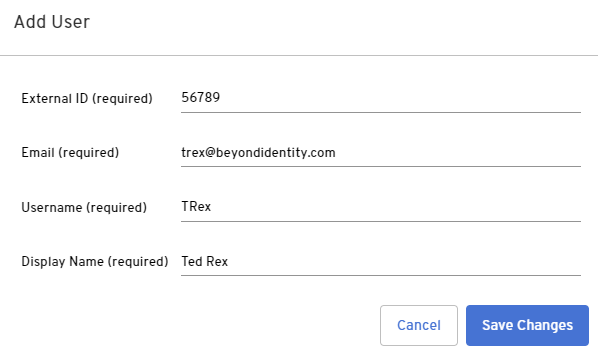 Add User
External ID (required) 56789
Email (required) trex@beyondidentity.com
Username (required) TRex
Display Name (required) Ted Rex
Cancel Save Changes